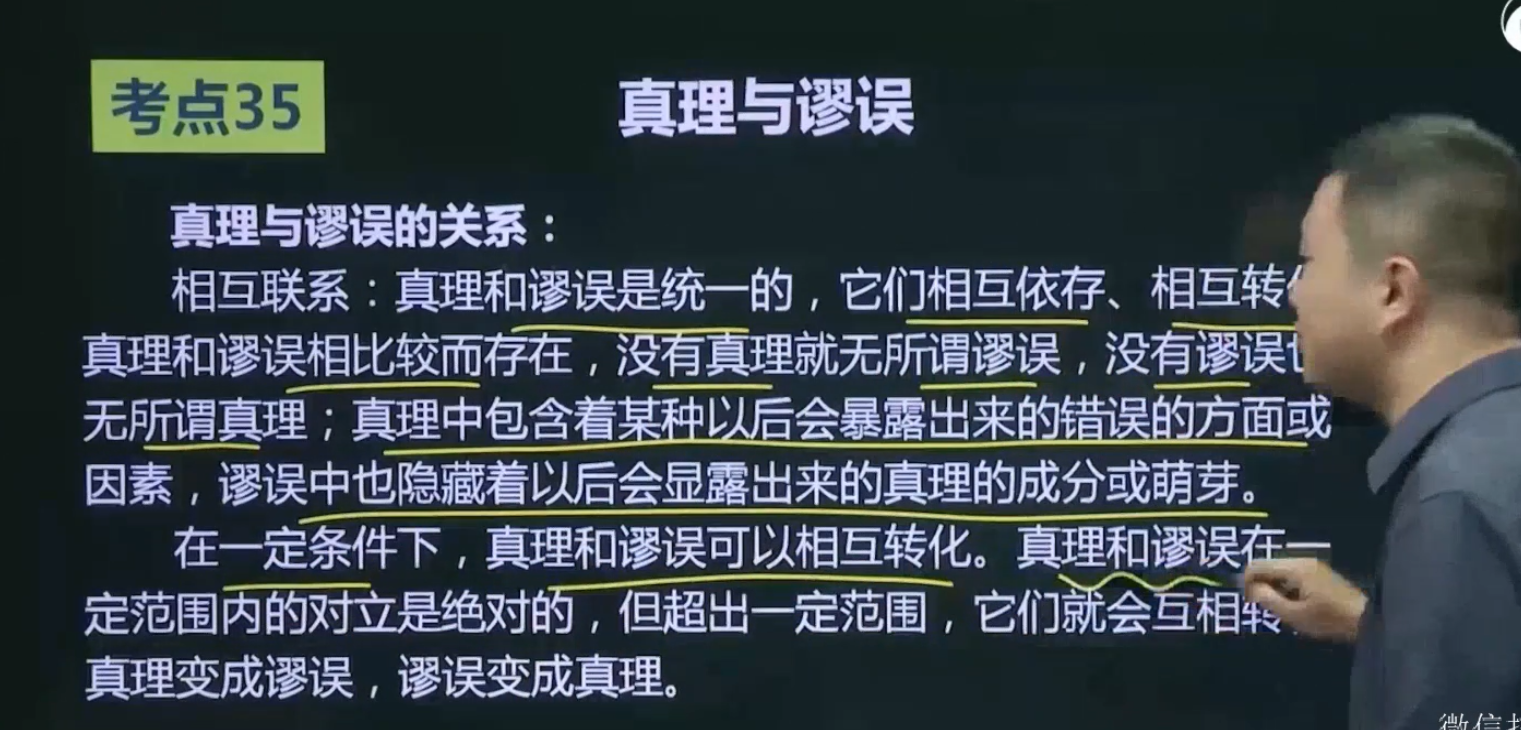 考点35
真理与谬误
真理与谬误的关系：
相互联系：真理和谬误是统一的，它们相互依存、相互转
真理和谬误相比较而存在，没有真理就无所谓谬误，没有谬误
无所谓真理；真理中包含着某种以后会暴露出来的错误的方面或
因素，谬误中也隐藏着以后会显露出来的真理的成分或萌芽。
在一定条件下，真理和谬误可以相互转化。真理和谬误在一
定范围内的对立是绝对的，但超出一定范围，它们就会互相转
真理变成谬误，谬误变成真理。
微信